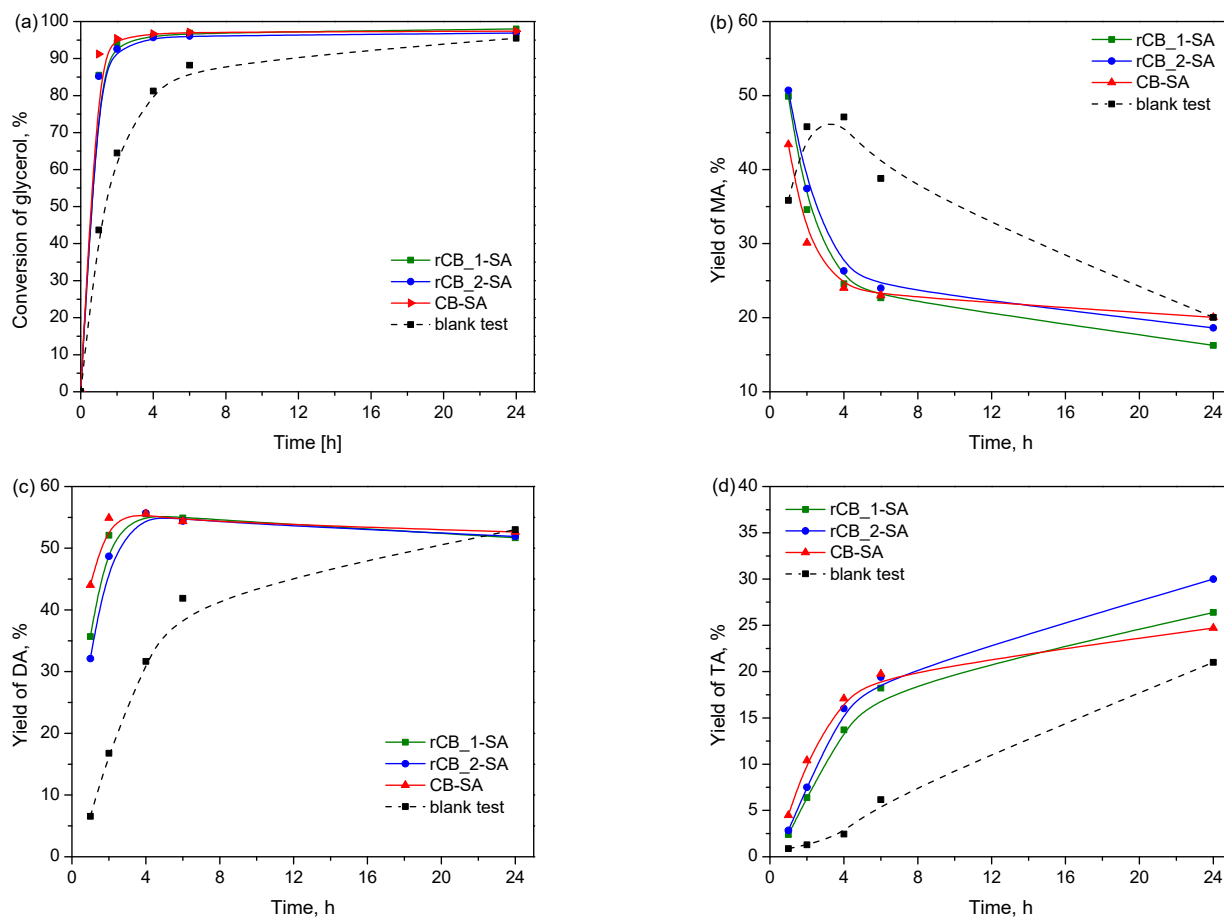 (a)
Conversion of glycerol, %
100
90
80
70
60
50
40
30
20
10
0
rCB_1-SA
rCB_2-SA
CB-SA
blank test
0 4 8 12 16 20 24
Time [h]
(b)
Yield of MA, %
60
50
40
30
20
10
rCB_1-SA
rCB_2-SA
CB-SA
blank test
0 4 8 12 16 20 24
Time, h
(c)
Yield of DA, %
60
50
40
30
20
10
0
rCB_1-SA
rCB_2-SA
CB-SA
blank test
0 4 8 12 16 20 24
Time, h
(d)
Yield of TA, %
40
35
30
25
20
15
10
5
0
rCB_1-SA
rCB_2-SA
CB-SA
blank test
0 4 8 12 16 20 24
Time, h